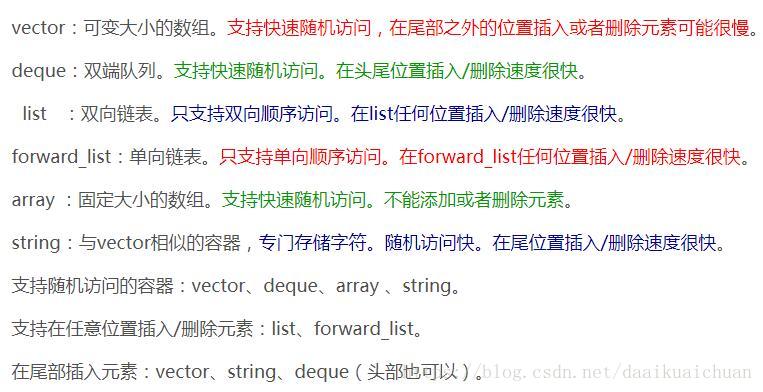 vector：可变大小的数组。支持快速随机访问，在尾部之外的位置插入或者删除元素可能很慢。
deque：双端队列。支持快速随机访问。在头尾位置插入/删除速度很快。
list ：双向链表。只支持双向顺序访问。在list任何位置插入/删除速度很快。
forward_list：单向链表。只支持单向顺序访问。在forward_list任何位置插入/删除速度很快。
array ：固定大小的数组。支持快速随机访问。不能添加或者删除元素。
string：与vector相似的容器，专门存储字符。随机访问快。在尾位置插入/删除速度很快。
支持随机访问的容器：vector、deque、array 、string。
支持在任意位置插入/删除元素：list、forward_list。
在尾部插入元素：vector、string、deque（头部也可以）。
https://blog.csdn.net/daaikuaichuan